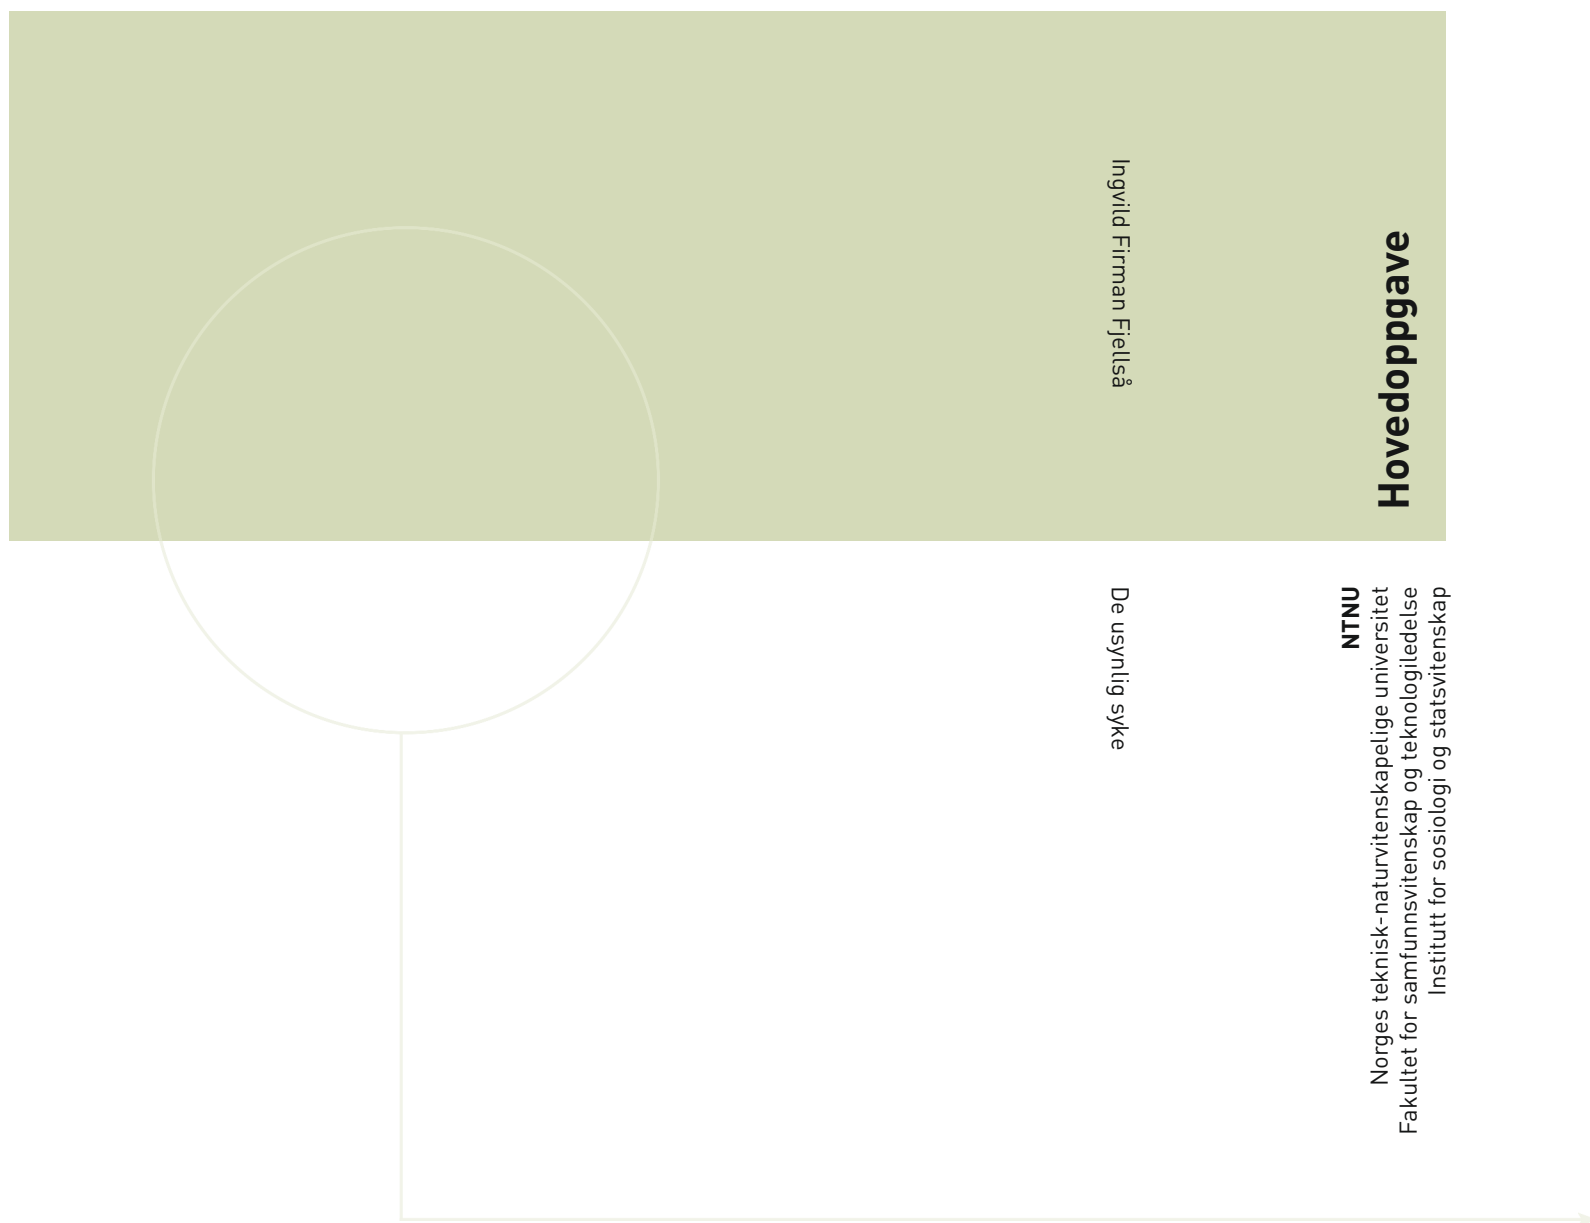 Ingvild Firman Fjellså
De usynlig syke
Hovedoppgave
NTNU
Norges teknisk-naturvitenskapelige universitet
Fakultet for samfunnsvitenskap og teknologiledelse
Institutt for sosiologi og statsvitenskap